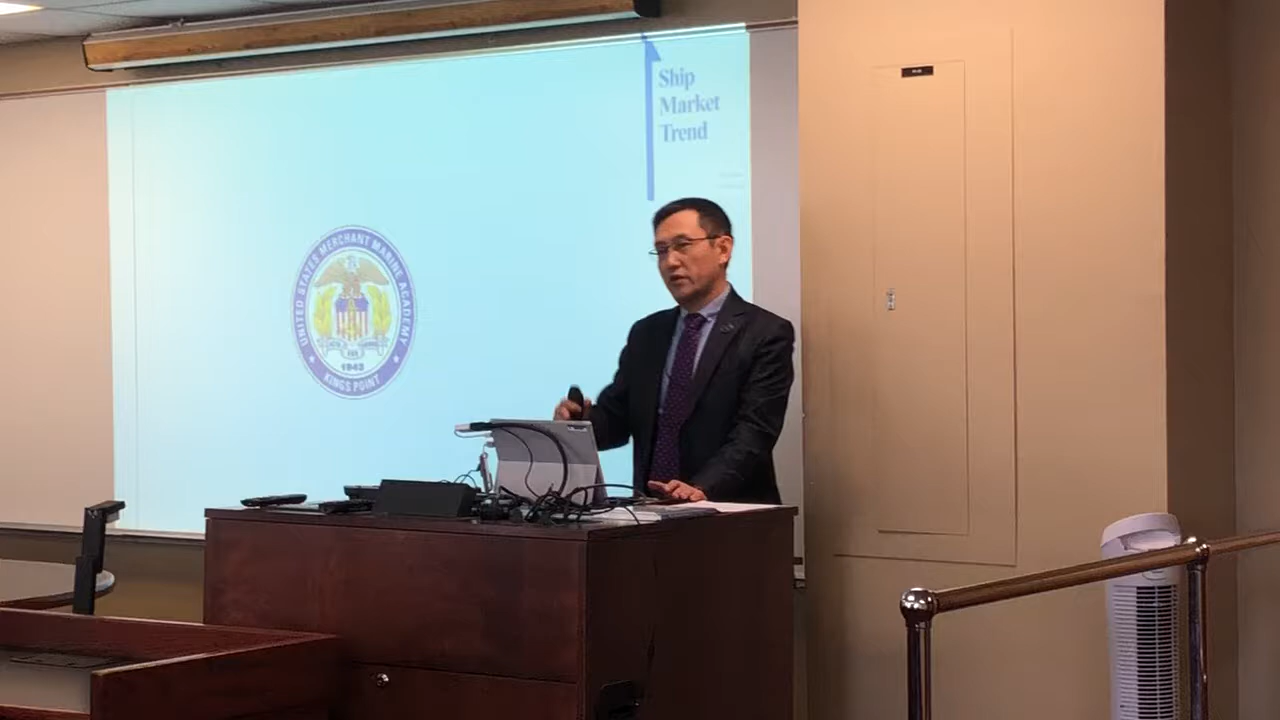 Ship
Market
Trend
UNITED STATES MERCHANT MARINE ACADEMY
1943
KINGS POINT